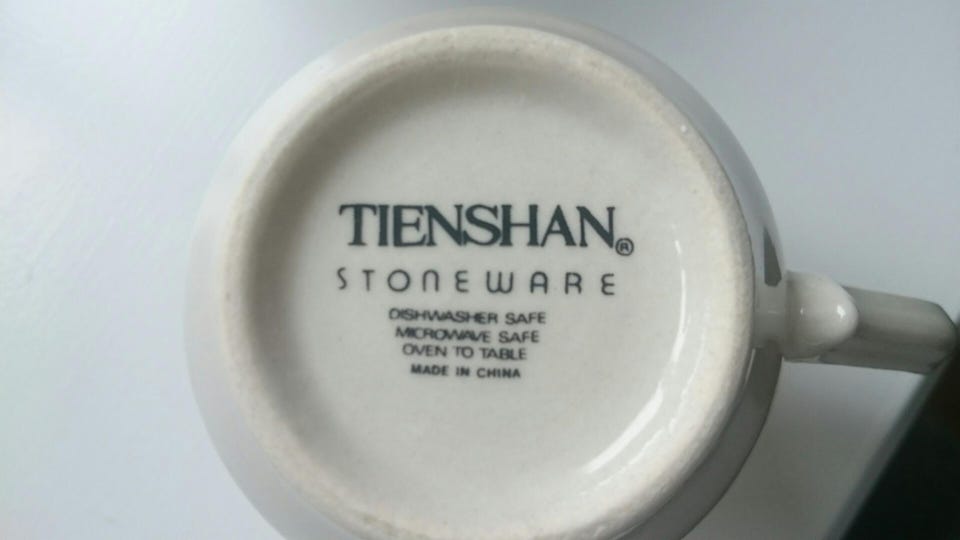 TIENSHAN®
STONEWARE
DISHWASHER SAFE
MICROWAVE SAFE
OVEN TO TABLE
MADE IN CHINA